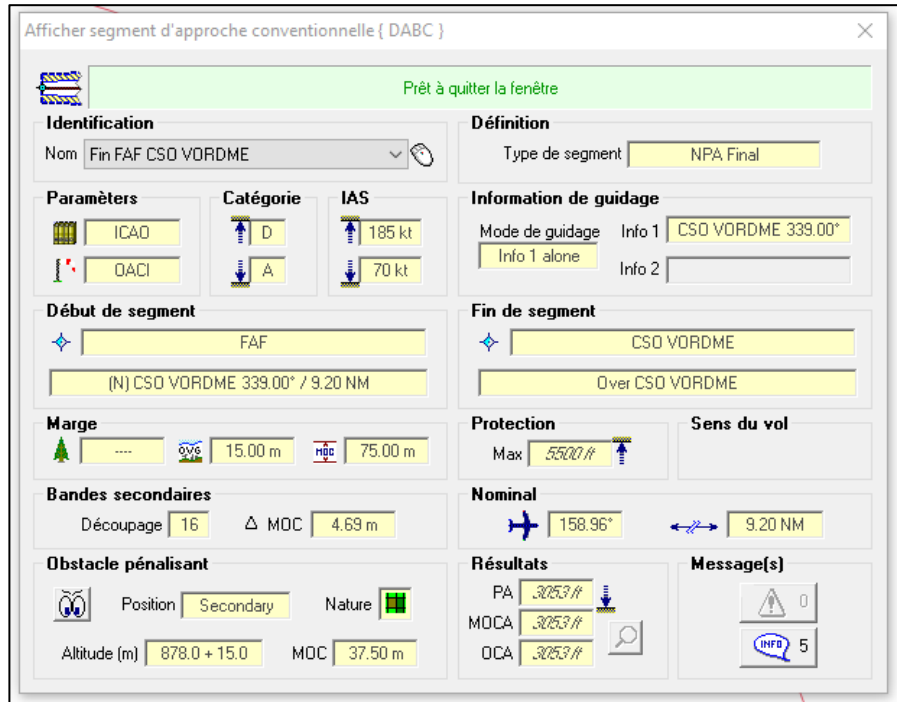 Afficher segment d'approche conventionnelle { DABC }
Prêt à quitter la fenêtre
Identification
Nom Fin FAF CSO VORDME
Définition
Type de segment NPA Final
Paramèters
ICAO
OACI
Catégorie
D
A
IAS
185 kt
70 kt
Information de guidage
Mode de guidage Info 1 CSO VORDME 339.00°
Info 1 alone
Info 2
Début de segment
FAF
(N) CSO VORDME 339.00° / 9.20 NM
Fin de segment
CSO VORDME
Over CSO VORDME
Marge
---- OVG 15.00 m MOC 75.00 m
Protection
Max 5500 ft
Sens du vol
Bandes secondaires
Découpage 16 Δ MOC 4.69 m
Nominal
158.96° 9.20 NM
Obstacle pénalisant
Position Secondary Nature
Altitude (m) 878.0 + 15.0 MOC 37.50 m
Résultats
PA 3053 ft
MOCA 3053 ft
OCA 3053 ft
Message(s)
0
INFO 5